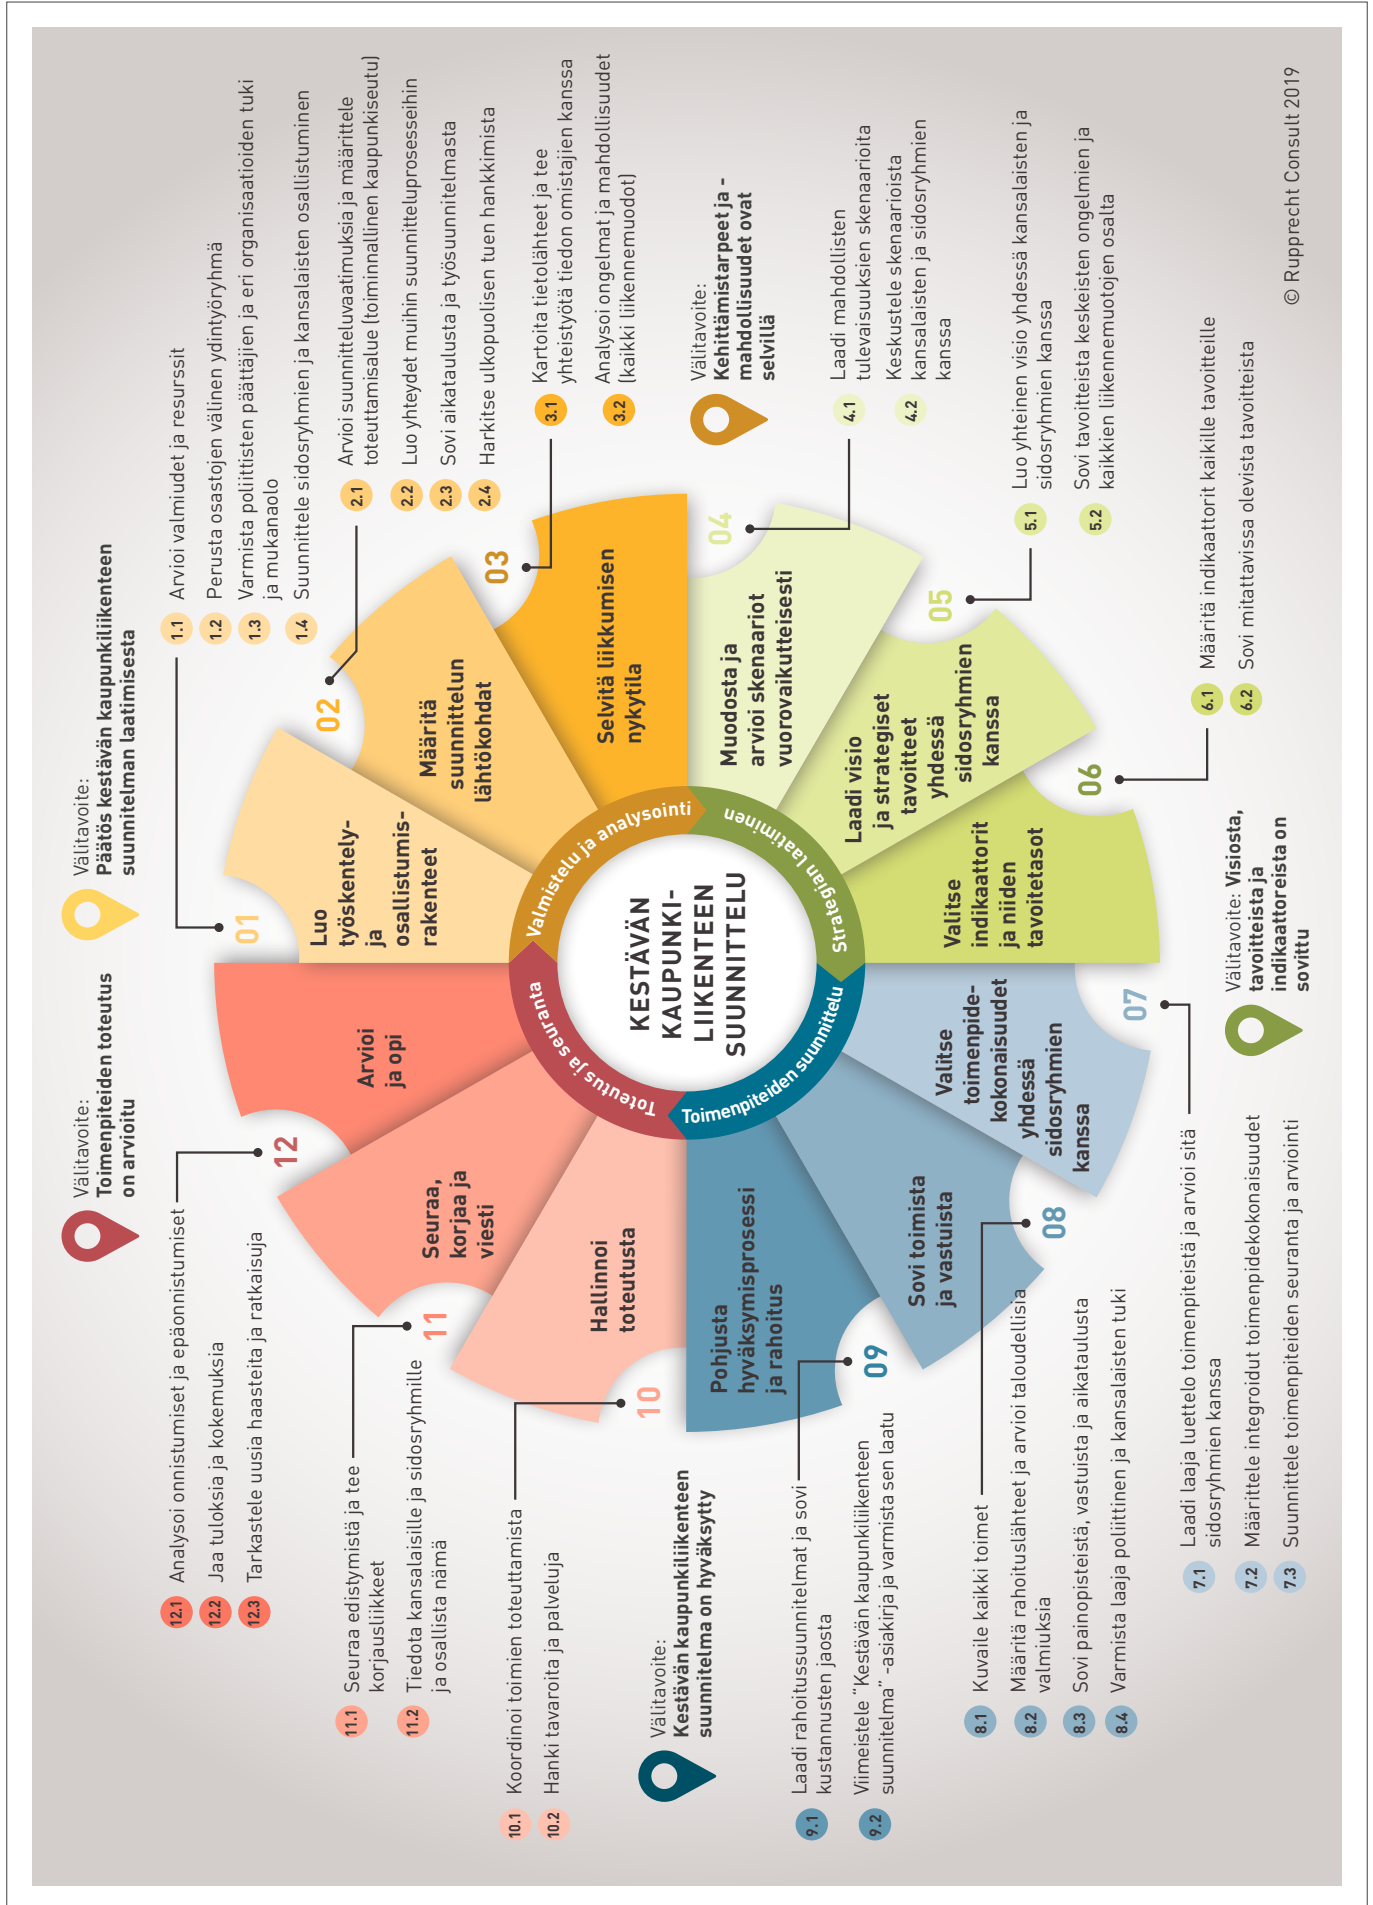 KESTÄVÄN
KAUPUNKI-
LIIKENTEEN
SUUNNITTELU
Valmistelu ja analysointi
Strategian laatiminen
Toimenpiteiden suunnittelu
Toteutus ja seuranta
Välitavoite:
Päätös kestävän kaupunkiliikenteen
suunnitelman laatimisesta
01
Luo
työskentely-
ja
osallistumis-
rakenteet
1.1 Arvioi valmiudet ja resurssit
1.2 Perusta osastojen välinen ydintyöryhmä
1.3 Varmista poliittisten päättäjien ja eri organisaatioiden tuki
ja mukanaolo
1.4 Suunnittele sidosryhmien ja kansalaisten osallistuminen
02
Määritä
suunnittelun
lähtökohdat
2.1 Arvioi suunnitteluvaatimuksia ja määrittele
toteuttamisalue (toiminnallinen kaupunkiseutu)
2.2 Luo yhteydet muihin suunnitteluprosesseihin
2.3 Sovi aikataulusta ja työsuunnitelmasta
2.4 Harkitse ulkopuolisen tuen hankkimista
03
Selvitä liikkumisen
nykytila
3.1 Kartoita tietolähteet ja tee
yhteistyötä tiedon omistajien kanssa
3.2 Analysoi ongelmat ja mahdollisuudet
(kaikki liikennemuodot)
Välitavoite:
Kehittämistarpeet ja -
mahdollisuudet ovat
selvillä
04
Muodosta ja
arvioi skenaariot
vuorovaikutteisesti
4.1 Laadi mahdollisten
tulevaisuuksien skenaarioita
4.2 Keskustele skenaarioista
kansalaisten ja sidosryhmien
kanssa
05
Laadi visio
ja strategiset
tavoitteet
yhdessä
sidosryhmien
kanssa
5.1 Luo yhteinen visio yhdessä kansalaisten ja
sidosryhmien kanssa
5.2 Sovi tavoitteista keskeisten ongelmien ja
kaikkien liikennemuotojen osalta
06
Valitse
indikaattorit
ja niiden
tavoitetasot
6.1 Määritä indikaattorit kaikille tavoitteille
6.2 Sovi mitattavissa olevista tavoitteista
Välitavoite: Visiosta,
tavoitteista ja
indikaattoreista on
sovittu
07
Valitse
toimenpide-
kokonaisuudet
yhdessä
sidosryhmien
kanssa
7.1 Laadi laaja luettelo toimenpiteistä ja arvioi sitä
sidosryhmien kanssa
7.2 Määrittele integroidut toimenpidekokonaisuudet
7.3 Suunnittele toimenpiteiden seuranta ja arviointi
08
Sovi toimista
ja vastuista
8.1 Kuvaile kaikki toimet
8.2 Määritä rahoituslähteet ja arvioi taloudellisia
valmiuksia
8.3 Sovi painopisteistä, vastuista ja aikataulusta
8.4 Varmista laaja poliittinen ja kansalaisten tuki
09
Pohjusta
hyväksymisprosessi
ja rahoitus
9.1 Laadi rahoitussuunnitelmat ja sovi
kustannusten jaosta
9.2 Viimeistele "Kestävän kaupunkiliikenteen
suunnitelma" -asiakirja ja varmista sen laatu
Välitavoite:
Kestävän kaupunkiliikenteen
suunnitelma on hyväksytty
10
Hallinnoi
toteutusta
10.1 Koordinoi toimien toteuttamista
10.2 Hanki tavaroita ja palveluja
11
Seuraa,
korjaa ja
viesti
11.1 Seuraa edistymistä ja tee
korjausliikkeet
11.2 Tiedota kansalaisille ja sidosryhmille
ja osallista nämä
12
Arvioi
ja opi
12.1 Analysoi onnistumiset ja epäonnistumiset
12.2 Jaa tuloksia ja kokemuksia
12.3 Tarkastele uusia haasteita ja ratkaisuja
Välitavoite:
Toimenpiteiden toteutus
on arvioitu
© Rupprecht Consult 2019